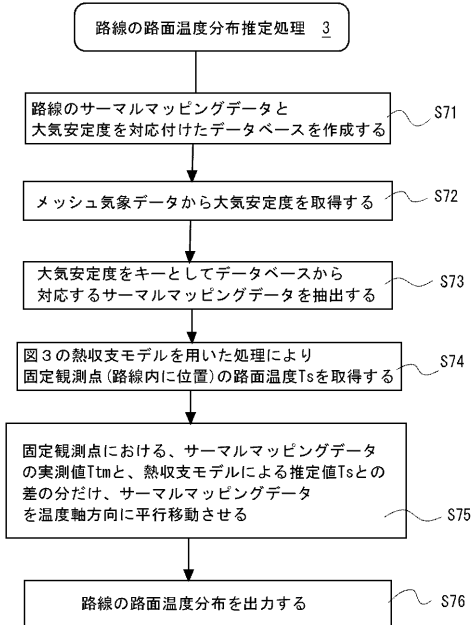 路線の路面温度分布推定処理 3
路線のサーマルマッピングデータと
大気安定度を対応付けたデータベースを作成する
S71
メッシュ気象データから大気安定度を取得する
S72
大気安定度をキーとしてデータベースから
対応するサーマルマッピングデータを抽出する
S73
図3の熱収支モデルを用いた処理により
固定観測点(路線内に位置)の路面温度Tsを取得する
S74
固定観測点における、サーマルマッピングデータ
の実測値Ttmと、熱収支モデルによる推定値Tsとの
差の分だけ、サーマルマッピングデータ
を温度軸方向に平行移動させる
S75
路線の路面温度分布を出力する
S76